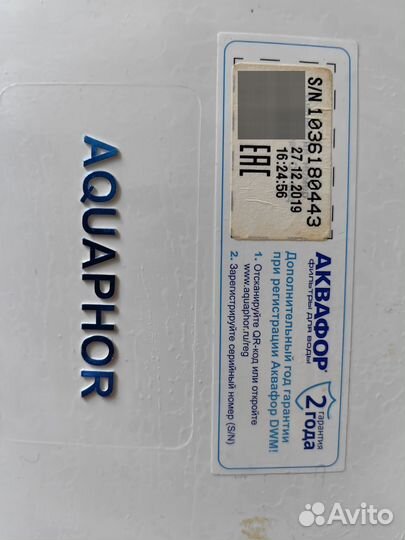 AQUAPHOR
S/N 1036180443
27.12.2019
16:24:56
EAC
АКВАФОР®
ФИЛЬТРЫ ДЛЯ ВОДЫ
2
гарантия
года
Дополнительный год гарантии
при регистрации Аквафор DWM!
1. Отсканируйте QR-код или откройте
www.aquaphor.ru/reg
2. Зарегистрируйте серийный номер (S/N)
Avito